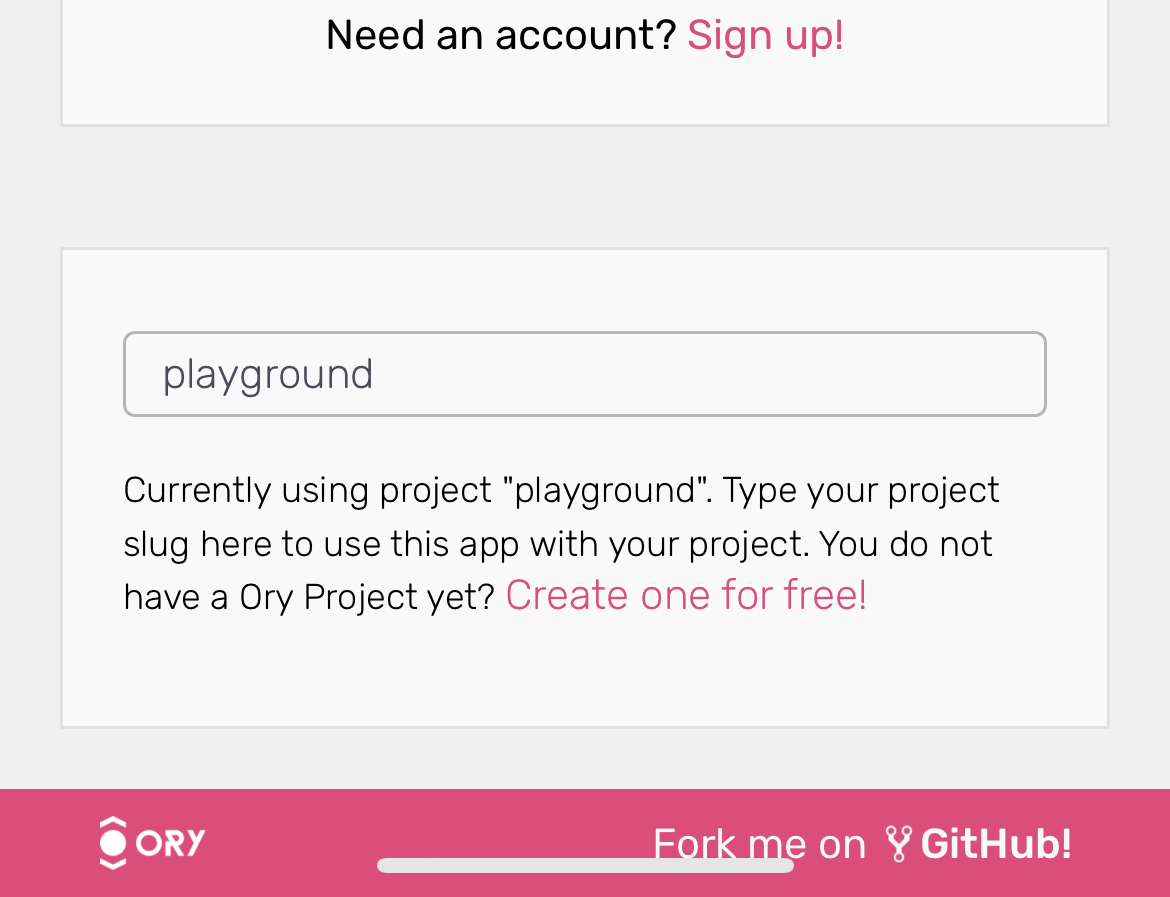 Need an account? Sign up!
playground
Currently using project "playground". Type your project
slug here to use this app with your project. You do not
have a Ory Project yet? Create one for free!
ORY
Fork me on GitHub!